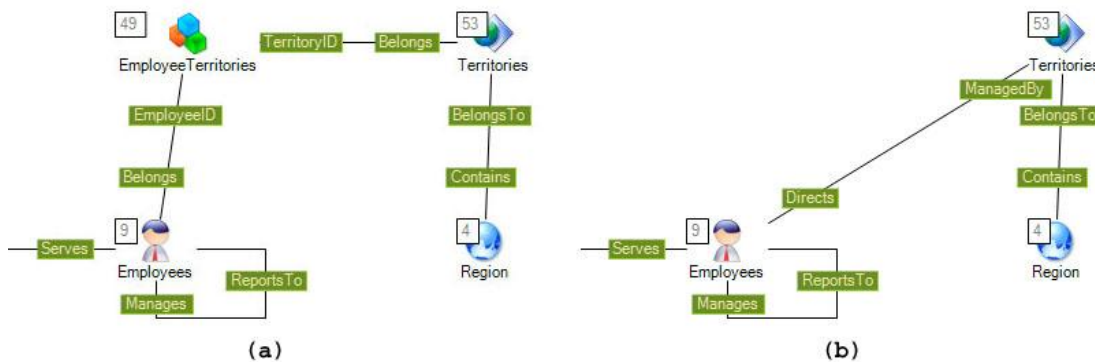 49
53
TerritoryID
Belongs
EmployeeTerritories
Territories
EmployeeID
BelongsTo
Belongs
Contains
9
4
Serves
Employees
Region
ReportsTo
Manages
(a)
53
Territories
ManagedBy
BelongsTo
Directs
Contains
9
4
Serves
Employees
Region
ReportsTo
Manages
(b)